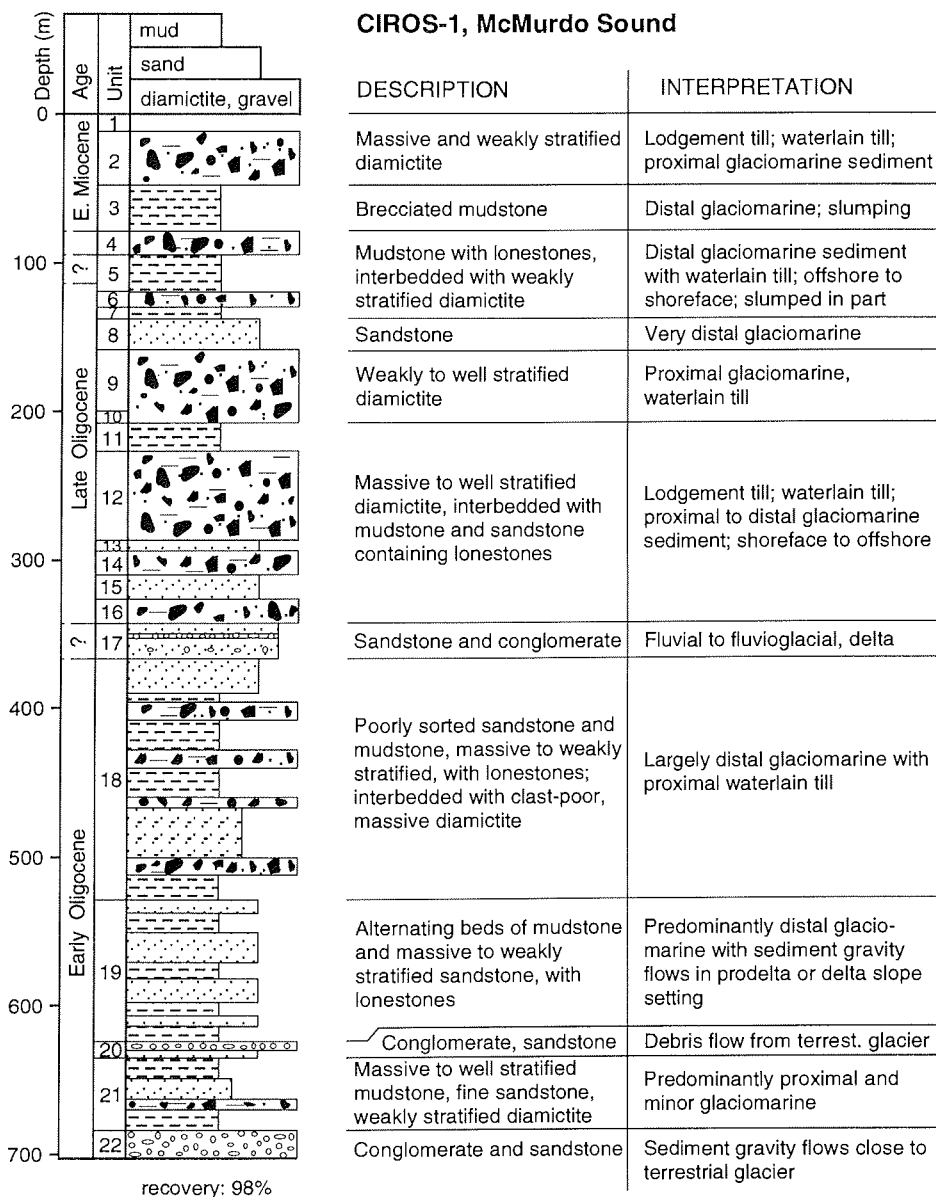 CIROS-1, McMurdo Sound
Depth (m)
Age
Unit
mud
sand
diamictite, gravel
DESCRIPTION
INTERPRETATION
0
100
200
300
400
500
600
700
E. Miocene
?
Late Oligocene
?
Early Oligocene
1
2
3
4
5
6
7
8
9
10
11
12
13
14
15
16
17
18
19
20
21
22
Massive and weakly stratified
diamictite
Lodgement till; waterlain till;
proximal glaciomarine sediment
Brecciated mudstone
Distal glaciomarine; slumping
Mudstone with lonestones,
interbedded with weakly
stratified diamictite
Distal glaciomarine sediment
with waterlain till; offshore to
shoreface; slumped in part
Sandstone
Very distal glaciomarine
Weakly to well stratified
diamictite
Proximal glaciomarine,
waterlain till
Massive to well stratified
diamictite, interbedded with
mudstone and sandstone
containing lonestones
Lodgement till; waterlain till;
proximal to distal glaciomarine
sediment; shoreface to offshore
Sandstone and conglomerate
Fluvial to fluvioglacial, delta
Poorly sorted sandstone and
mudstone, massive to weakly
stratified, with lonestones;
interbedded with clast-poor,
massive diamictite
Largely distal glaciomarine with
proximal waterlain till
Alternating beds of mudstone
and massive to weakly
stratified sandstone, with
lonestones
Predominantly distal glacio-
marine with sediment gravity
flows in prodelta or delta slope
setting
Conglomerate, sandstone
Debris flow from terrest. glacier
Massive to well stratified
mudstone, fine sandstone,
weakly stratified diamictite
Predominantly proximal and
minor glaciomarine
Conglomerate and sandstone
Sediment gravity flows close to
terrestrial glacier
recovery: 98%